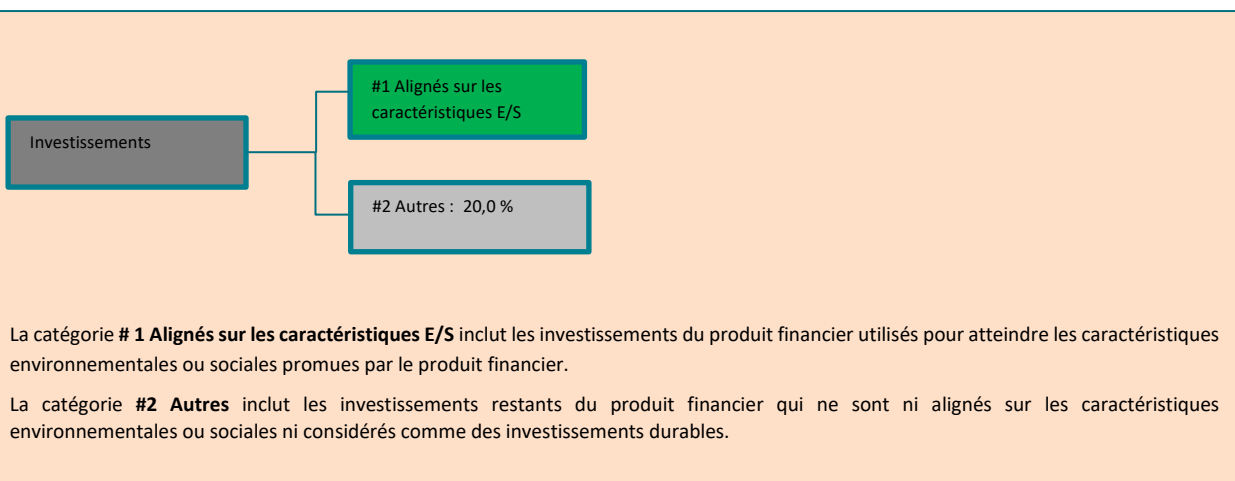 #1 Alignés sur les
caractéristiques E/S
Investissements
#2 Autres : 20,0 %
La catégorie # 1 Alignés sur les caractéristiques E/S inclut les investissements du produit financier utilisés pour atteindre les caractéristiques
environnementales ou sociales promues par le produit financier.
La catégorie #2 Autres inclut les investissements restants du produit financier qui ne sont ni alignés sur les caractéristiques
environnementales ou sociales ni considérés comme des investissements durables.